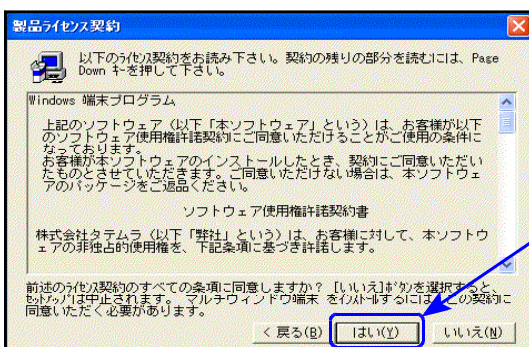 製品ライセンス契約
以下のライセンス契約をお読み下さい。契約の残りの部分を読むには、Page
Down キーを押して下さい。
Windows 端末プログラム
上記のソフトウェア（以下「本ソフトウェア」という）は、お客様が以下
のソフトウェア使用権許諾契約にご同意いただけることがご使用の条件に
なっております。
お客様が本ソフトウェアのインストールしたとき、契約にご同意いただい
たものとさせていただきます。ご同意いただけない場合は、本ソフトウェ
アのパッケージをご返品ください。
ソフトウェア使用権許諾契約書
株式会社タテムラ（以下「弊社」という）は、お客様に対して、本ソフトウ
ェアの非独占的使用権を、下記条項に基づき許諾します。
前述のライセンス契約のすべての条項に同意しますか？ [いいえ]ボタンを選択すると、
セットアップは中止されます。 マルチウィンドウ端末 をインストールするには、この契約に
同意いただく必要があります。
< 戻る(B) はい(Y) いいえ(N)